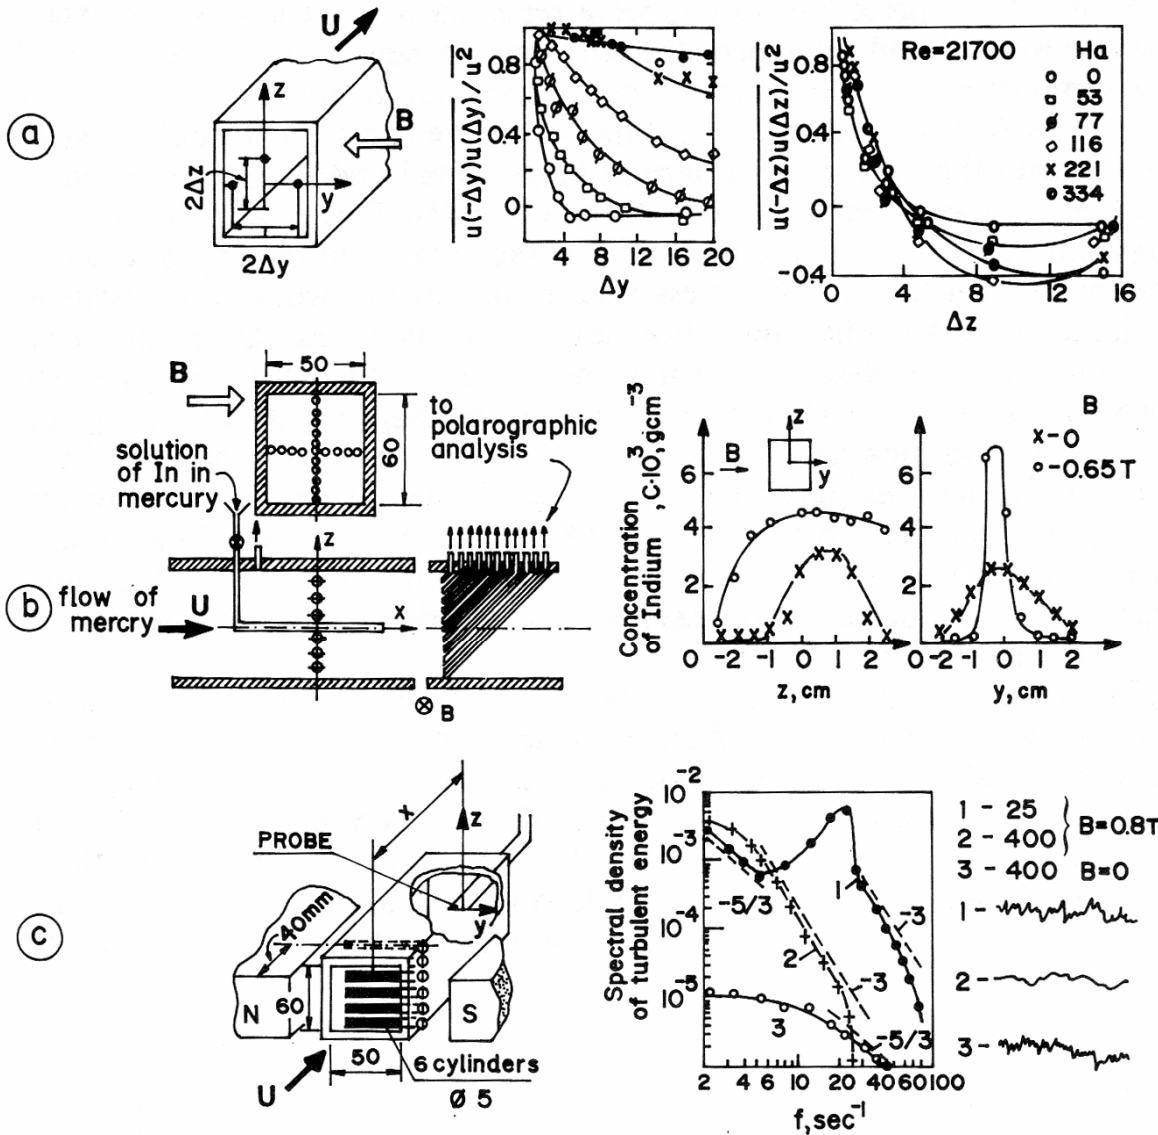 a
U
z
B
2Δz
y
2Δy
u(-Δy)u(Δy)/u²
0.8
0.4
0
4 8 12 16 20
Δy
u(-Δz)u(Δz)/u²
0.8
0.4
0
-0.4
0 4 8 12 16
Δz
Re=21700 Ha
0
53
77
116
221
334
b
B
50
60
solution
of In in
mercury
to
polarographic
analysis
z
flow of
mercry
U
x
B
Concentration
of Indium, C·10³, gcm⁻³
6
4
2
0 -2 -1 0 1 2
z, cm
B
z
y
0 -2 0 1 2
y, cm
B
x-0
o-0.65T
c
x
z
PROBE
y
40mm
N
S
60
50
6 cylinders
Ø 5
U
Spectral density
of turbulent energy
10⁻²
10⁻³
10⁻⁴
10⁻⁵
-5/3
1
-3
2
-3
3
-5/3
2 4 6 10 20 40 60 100
f, sec⁻¹
1 - 25
2 - 400
B=0.8T
3 - 400 B=0
1-
2-
3-